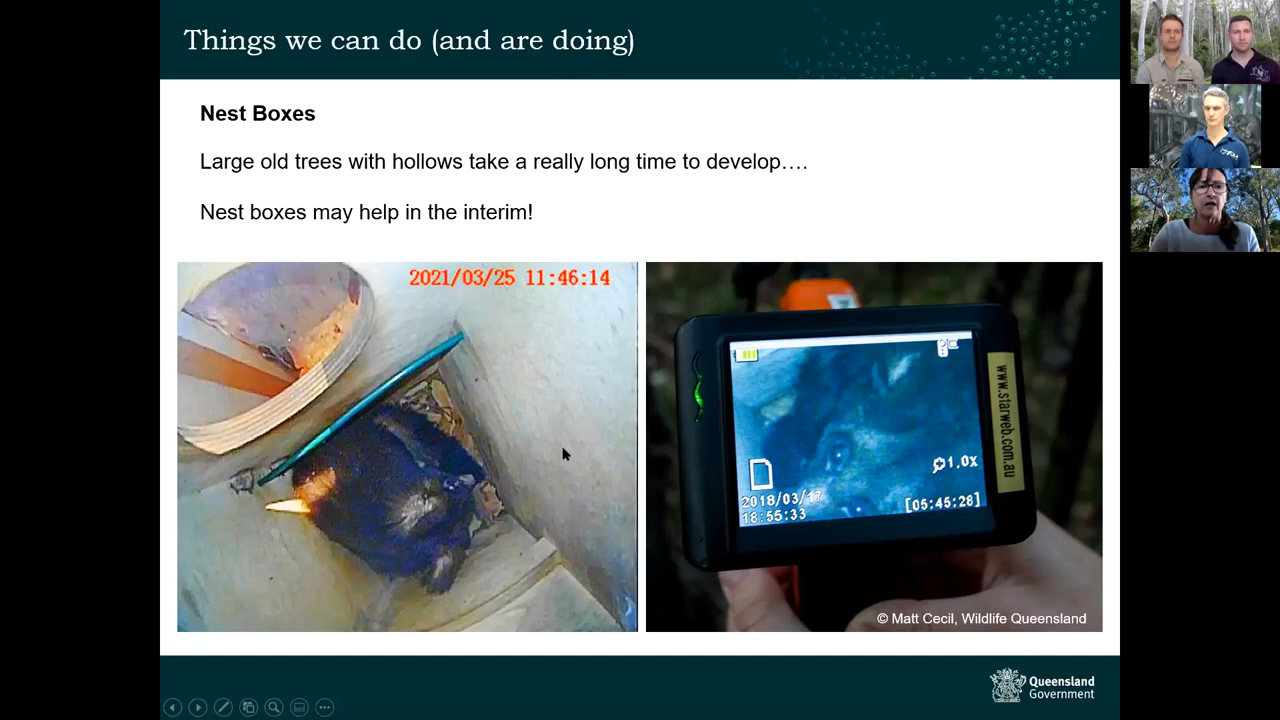 Things we can do (and are doing)
Nest Boxes
Large old trees with hollows take a really long time to develop….
Nest boxes may help in the interim!
2021/03/25 11:46:14
1.0x
2018/03/17
18:55:33
[05:45:28]
www.starweb.com.au
© Matt Cecil, Wildlife Queensland
Queensland
Government